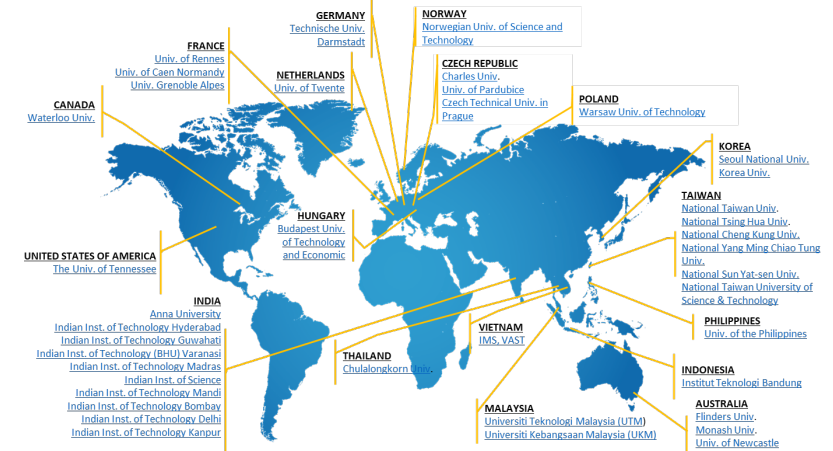 GERMANY
Technische Univ.
Darmstadt
NORWAY
Norwegian Univ. of Science and
Technology
FRANCE
Univ. of Rennes
Univ. of Caen Normandy
Univ. Grenoble Alpes
NETHERLANDS
Univ. of Twente
CZECH REPUBLIC
Charles Univ.
Univ. of Pardubice
Czech Technical Univ. in
Prague
CANADA
Waterloo Univ.
POLAND
Warsaw Univ. of Technology
KOREA
Seoul National Univ.
Korea Univ.
TAIWAN
National Taiwan Univ.
National Tsing Hua Univ.
National Cheng Kung Univ.
National Yang Ming Chiao Tung
Univ.
National Sun Yat-sen Univ.
National Taiwan University of
Science & Technology
HUNGARY
Budapest Univ.
of Technology
and Economic
UNITED STATES OF AMERICA
The Univ. of Tennessee
INDIA
Anna University
Indian Inst. of Technology Hyderabad
Indian Inst. of Technology Guwahati
Indian Inst. of Technology (BHU) Varanasi
Indian Inst. of Technology Madras
Indian Inst. of Science
Indian Inst. of Technology Mandi
Indian Inst. of Technology Bombay
Indian Inst. of Technology Delhi
Indian Inst. of Technology Kanpur
PHILIPPINES
Univ. of the Philippines
VIETNAM
IMS, VAST
THAILAND
Chulalongkorn Univ.
INDONESIA
Institut Teknologi Bandung
MALAYSIA
Universiti Teknologi Malaysia (UTM)
Universiti Kebangsaan Malaysia (UKM)
AUSTRALIA
Flinders Univ.
Monash Univ.
Univ. of Newcastle